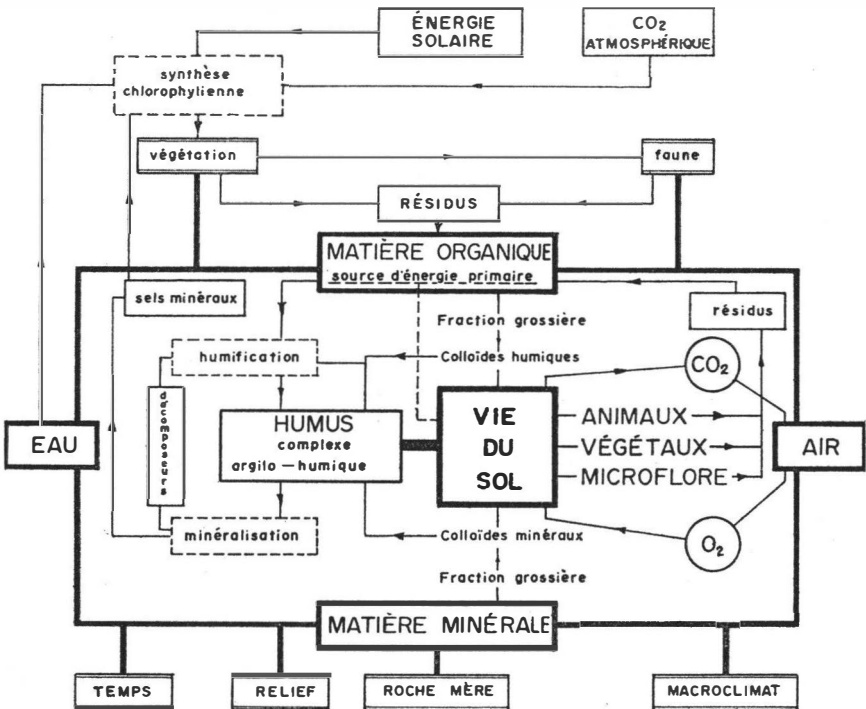 ÉNERGIE
SOLAIRE
CO2
ATMOSPHÉRIQUE
synthèse
chlorophylienne
végétation
faune
RÉSIDUS
MATIÈRE ORGANIQUE
source d'énergie primaire
sels minéraux
résidus
Fraction grossière
humification
Colloïdes humiques
CO2
décomposeurs
HUMUS
complexe
argilo – humique
VIE
DU
SOL
ANIMAUX
VÉGÉTAUX
MICROFLORE
EAU
AIR
minéralisation
Colloïdes minéraux
O2
Fraction grossière
MATIÈRE MINÉRALE
TEMPS
RELIEF
ROCHE MÈRE
MACROCLIMAT